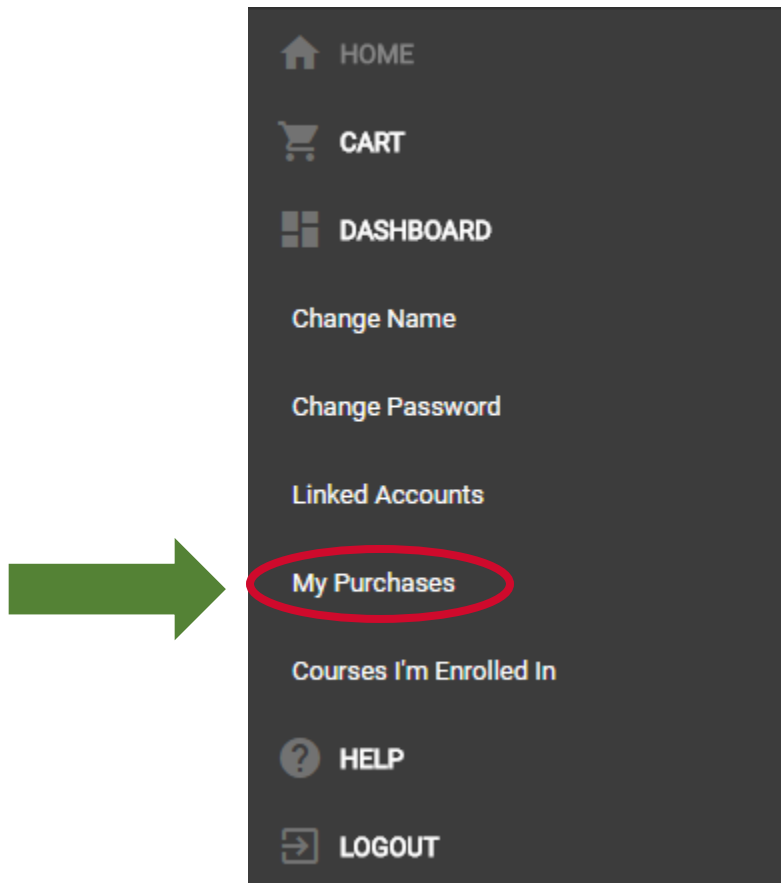 HOME
CART
DASHBOARD
Change Name
Change Password
Linked Accounts
My Purchases
Courses I'm Enrolled In
HELP
LOGOUT